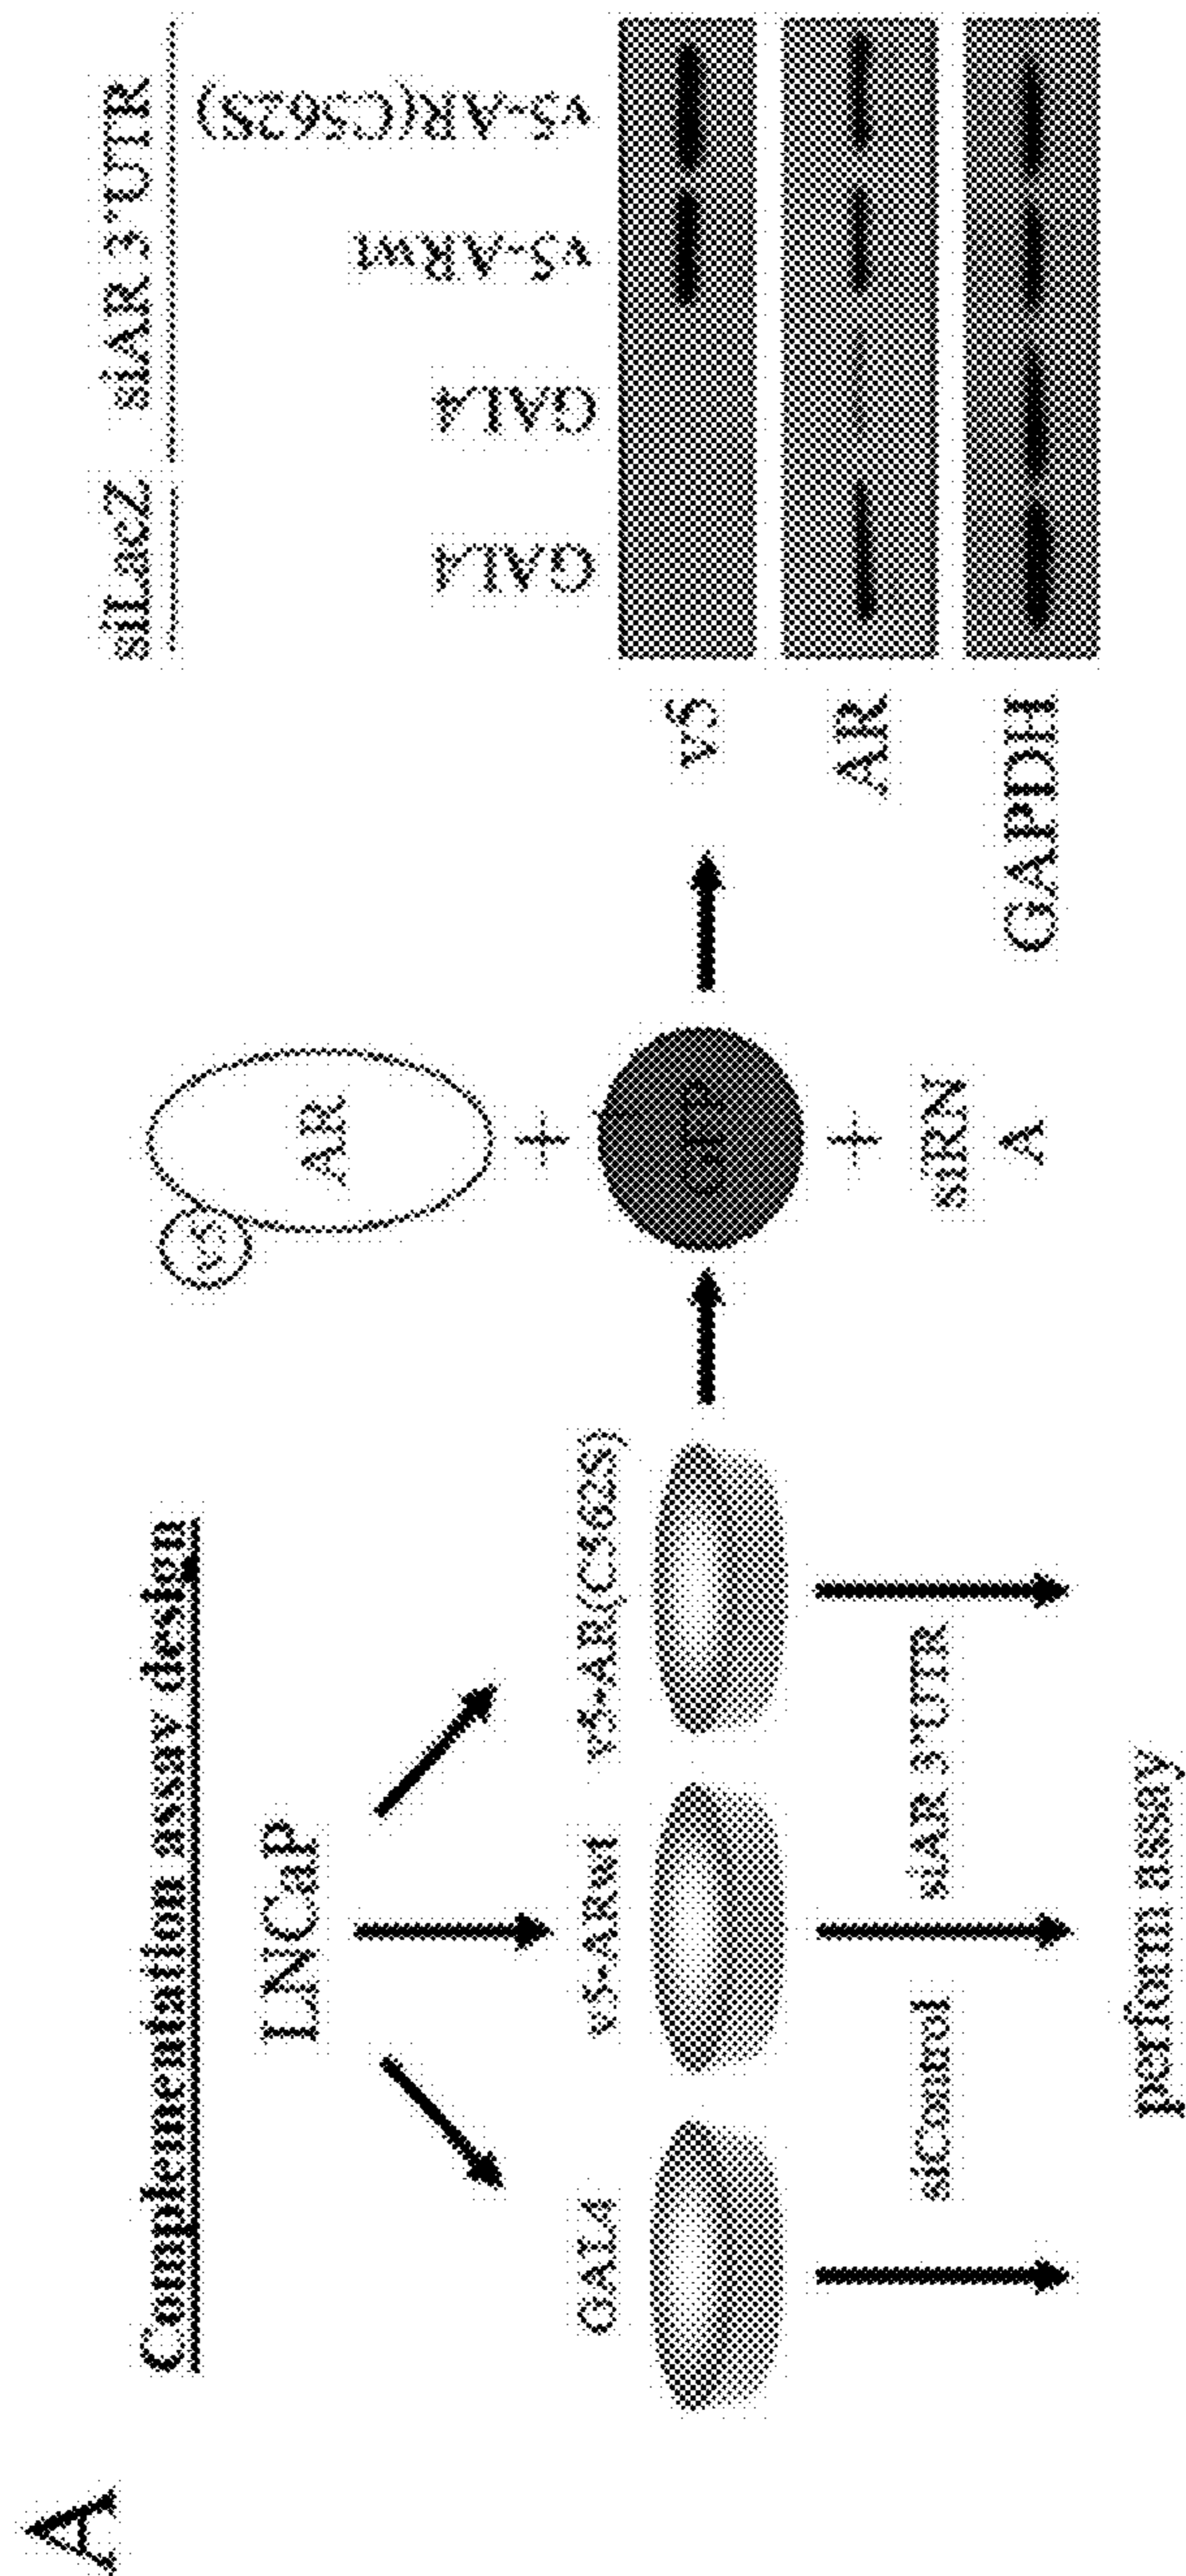 A
Complementation assay design
LNCaP
GAL4
v5-ARwt
v5-AR(C562S)
siControl
siAR 3'UTR
perform assay
v5
AR
+
GFP
+
siRN
A
siLacZ
siAR 3'UTR
GAL4
GAL4
v5-ARwt
v5-AR(C562S)
v5
AR
GAPDH